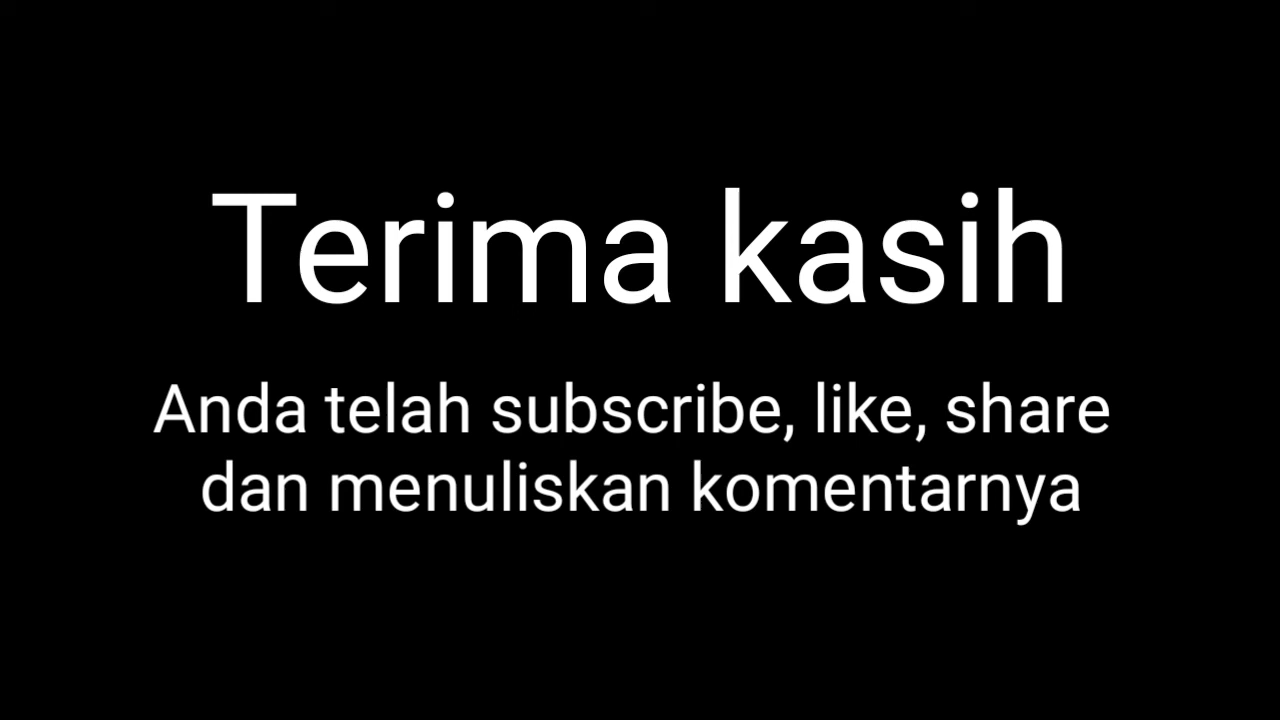 Terima kasih
Anda telah subscribe, like, share
dan menuliskan komentarnya